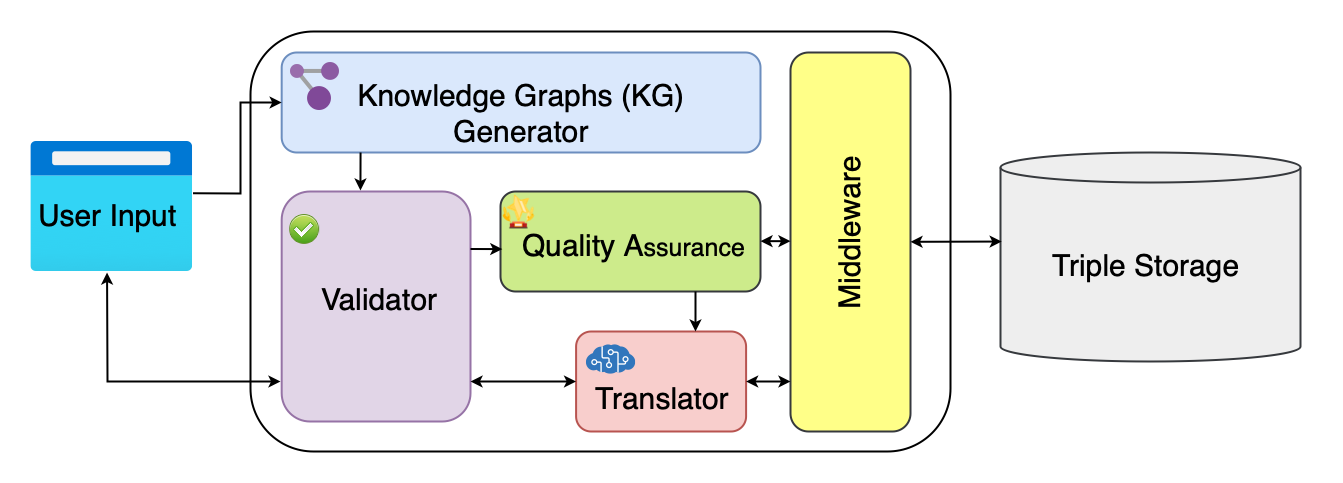 Knowledge Graphs (KG)
Generator
User Input
Validator
Quality Assurance
Translator
Middleware
Triple Storage